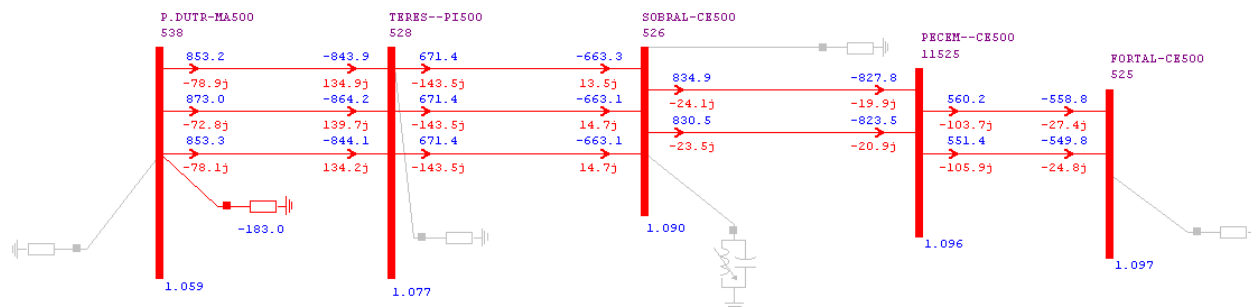 P.DUTR-MA500
538
TERES--PI500
528
SOBRAL-CE500
526
PECEM--CE500
11525
FORTAL-CE500
525
853.2 -843.9 671.4 -663.3
-78.9j 134.9j -143.5j 13.5j
834.9 -827.8
-24.1j -19.9j
873.0 -864.2 671.4 -663.1
-72.8j 139.7j -143.5j 14.7j
560.2 -558.8
-103.7j -27.4j
830.5 -823.5
-23.5j -20.9j
853.3 -844.1 671.4 -663.1
-78.1j 134.2j -143.5j 14.7j
551.4 -549.8
-105.9j -24.8j
-183.0
1.059
1.077
1.090
1.096
1.097